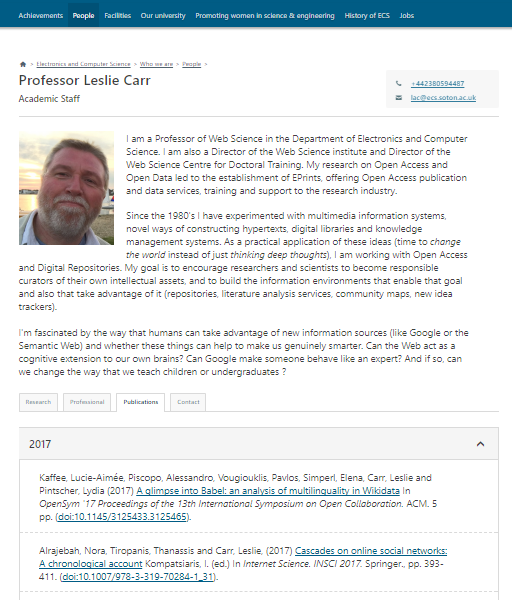 Achievements People Facilities Our university Promoting women in science & engineering History of ECS Jobs
> Electronics and Computer Science > Who we are > People >
Professor Leslie Carr
Academic Staff
+442380594487
lac@ecs.soton.ac.uk
I am a Professor of Web Science in the Department of Electronics and Computer
Science. I am also a Director of the Web Science institute and Director of the
Web Science Centre for Doctoral Training. My research on Open Access and
Open Data led to the establishment of EPrints, offering Open Access publication
and data services, training and support to the research industry.
Since the 1980's I have experimented with multimedia information systems,
novel ways of constructing hypertexts, digital libraries and knowledge
management systems. As a practical application of these ideas (time to change
the world instead of just thinking deep thoughts), I am working with Open Access
and Digital Repositories. My goal is to encourage researchers and scientists to become responsible
curators of their own intellectual assets, and to build the information environments that enable that goal
and also that take advantage of it (repositories, literature analysis services, community maps, new idea
trackers).
I'm fascinated by the way that humans can take advantage of new information sources (like Google or the
Semantic Web) and whether these things can help to make us genuinely smarter. Can the Web act as a
cognitive extension to our own brains? Can Google make someone behave like an expert? And if so, can
we change the way that we teach children or undergraduates ?
Research Professional Publications Contact
2017
Kaffee, Lucie-Aimée, Piscopo, Alessandro, Vougiouklis, Pavlos, Simperl, Elena, Carr, Leslie and
Pintscher, Lydia (2017) A glimpse into Babel: an analysis of multilinguality in Wikidata In
OpenSym '17 Proceedings of the 13th International Symposium on Open Collaboration. ACM. 5
pp. (doi:10.1145/3125433.3125465).
Alrajebah, Nora, Tiropanis, Thanassis and Carr, Leslie, (2017) Cascades on online social networks:
A chronological account Kompatsiaris, I. (ed.) In Internet Science. INSCI 2017. Springer., pp. 393-
411. (doi:10.1007/978-3-319-70284-1_31).